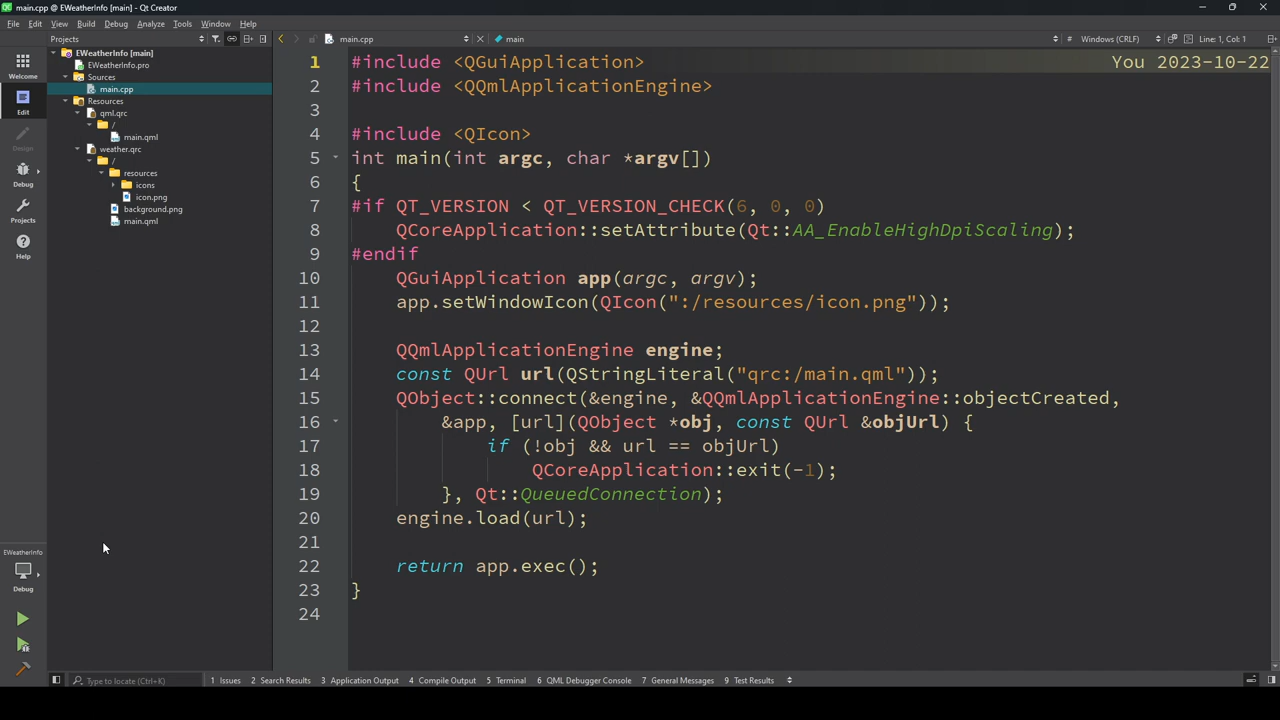 main.cpp @ EWeatherInfo [main] - Qt Creator
File Edit View Build Debug Analyze Tools Window Help
Projects
main.cpp
main
# Windows (CRLF)
Line: 1, Col: 1
Welcome
Edit
Design
Debug
Projects
Help
EWeatherInfo
Debug
EWeatherInfo [main]
EWeatherInfo.pro
Sources
main.cpp
Resources
qml.qrc
/
main.qml
weather.qrc
/
resources
icons
icon.png
background.png
main.qml
1 #include <QGuiApplication> You 2023-10-22
2 #include <QQmlApplicationEngine>
3
4 #include <QIcon>
5 int main(int argc, char *argv[])
6 {
7 #if QT_VERSION < QT_VERSION_CHECK(6, 0, 0)
8 QCoreApplication::setAttribute(Qt::AA_EnableHighDpiScaling);
9 #endif
10 QGuiApplication app(argc, argv);
11 app.setWindowIcon(QIcon(":/resources/icon.png"));
12
13 QQmlApplicationEngine engine;
14 const QUrl url(QStringLiteral("qrc:/main.qml"));
15 QObject::connect(&engine, &QQmlApplicationEngine::objectCreated,
16 &app, [url](QObject *obj, const QUrl &objUrl) {
17 if (!obj && url == objUrl)
18 QCoreApplication::exit(-1);
19 }, Qt::QueuedConnection);
20 engine.load(url);
21
22 return app.exec();
23 }
24
Type to locate (Ctrl+K)
1 Issues 2 Search Results 3 Application Output 4 Compile Output 5 Terminal 6 QML Debugger Console 7 General Messages 9 Test Results